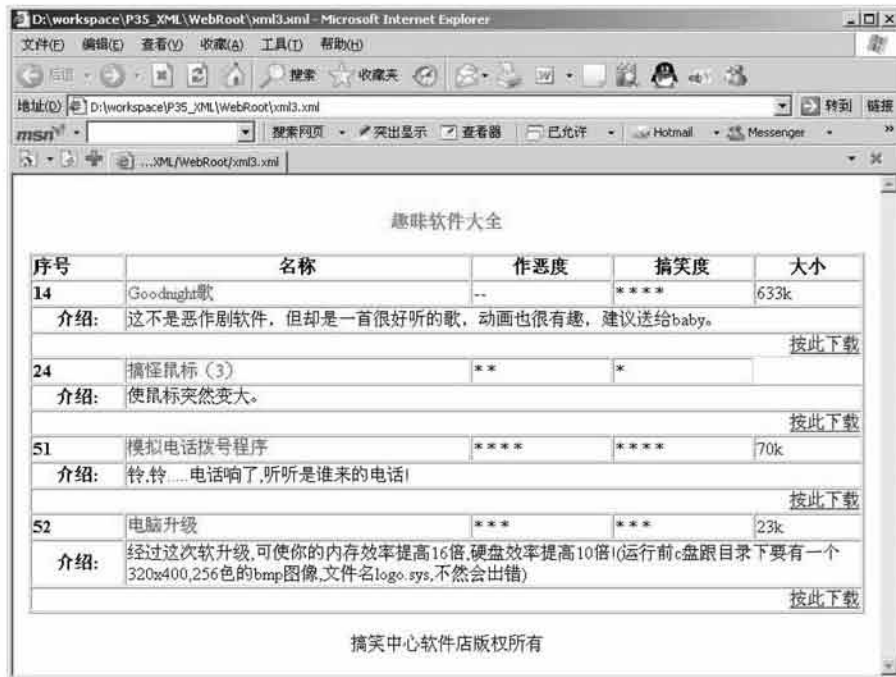 D:\workspace\P35_XML\WebRoot\xml3.xml - Microsoft Internet Explorer
文件(F) 编辑(E) 查看(V) 收藏(A) 工具(T) 帮助(H)
后退 搜索 收藏夹
地址(D) D:\workspace\P35_XML\WebRoot\xml3.xml 转到 链接
msn 搜索网页 突出显示 查看器 已允许 Hotmail Messenger »
...XML/WebRoot/xml3.xml
趣味软件大全
序号 名称 作恶度 搞笑度 大小
14 Goodnight歌 -- **** 633k
介绍: 这不是恶作剧软件，但却是一首很好听的歌，动画也很有趣，建议送给baby。
按此下载
24 搞怪鼠标（3） ** *
介绍: 使鼠标突然变大。
按此下载
51 模拟电话拨号程序 **** **** 70k
介绍: 铃,铃.....电话响了,听听是谁来的电话!
按此下载
52 电脑升级 *** *** 23k
介绍: 经过这次软升级,可使你的内存效率提高16倍,硬盘效率提高10倍!(运行前c盘跟目录下要有一个
320x400,256色的bmp图像,文件名logo.sys,不然会出错)
按此下载
搞笑中心软件店版权所有